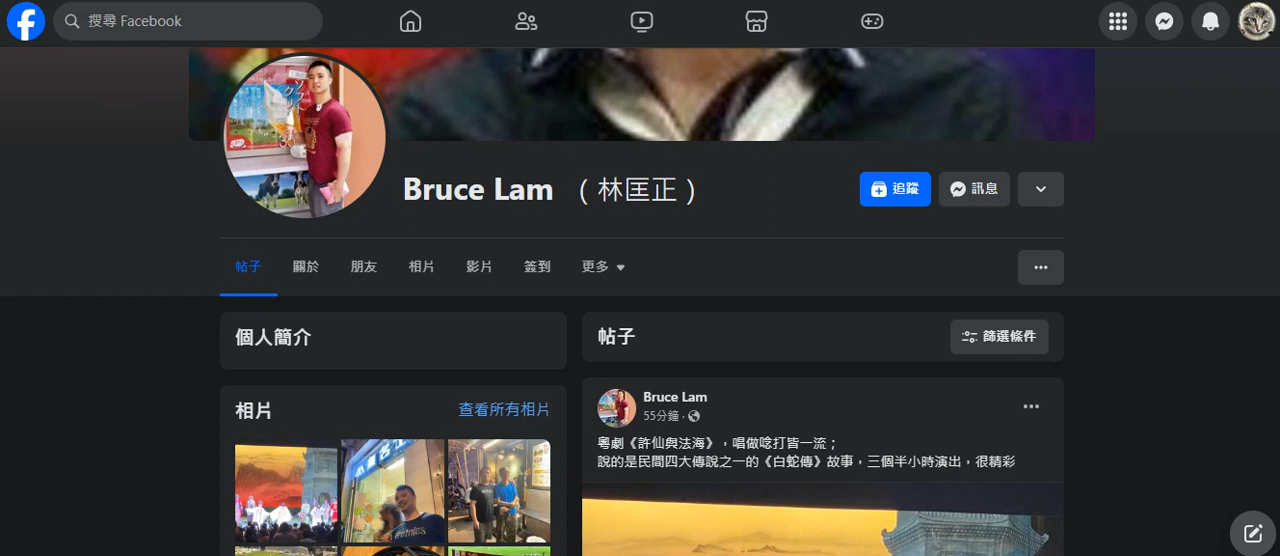 搜尋 Facebook
Bruce Lam （林匡正）
追蹤
訊息
帖子
關於
朋友
相片
影片
簽到
更多
個人簡介
帖子
篩選條件
相片
查看所有相片
Bruce Lam
55分鐘
粵劇《許仙與法海》，唱做唸打皆一流；
說的是民間四大傳說之一的《白蛇傳》故事，三個半小時演出，很精彩